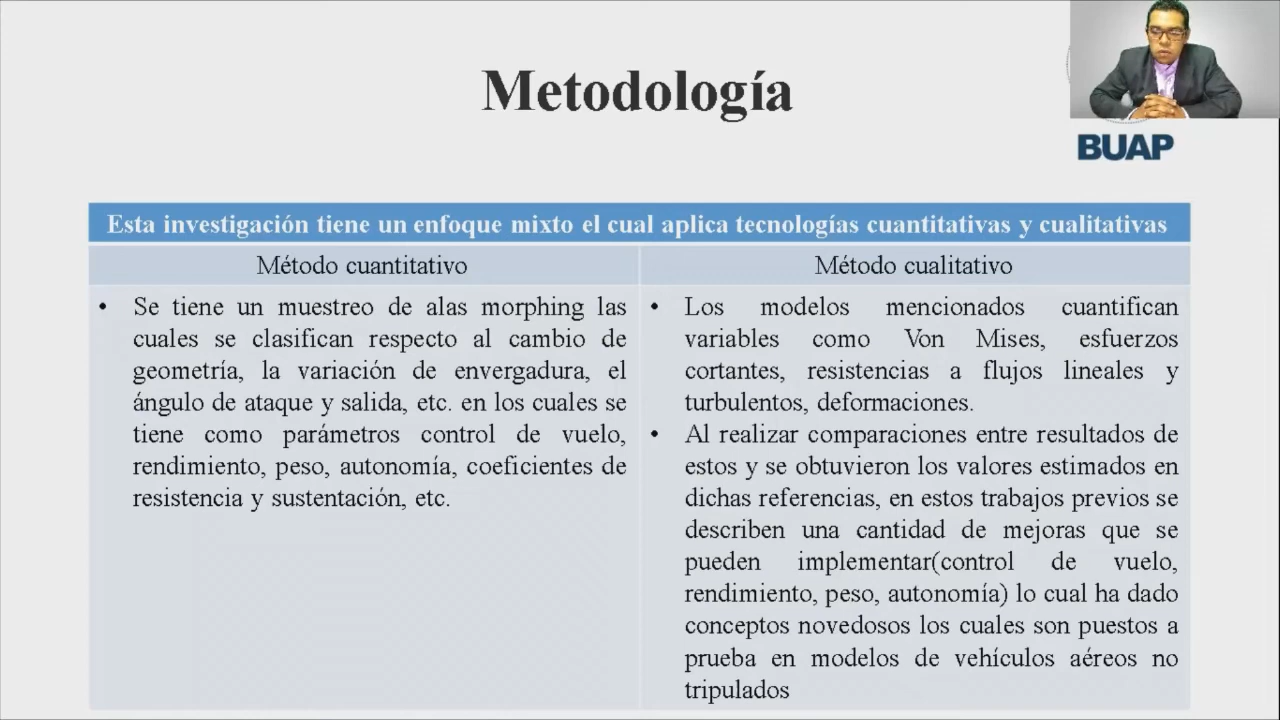 Metodología
BUAP
Esta investigación tiene un enfoque mixto el cual aplica tecnologías cuantitativas y cualitativas
Método cuantitativo
• Se tiene un muestreo de alas morphing las
cuales se clasifican respecto al cambio de
geometría, la variación de envergadura, el
ángulo de ataque y salida, etc. en los cuales se
tiene como parámetros control de vuelo,
rendimiento, peso, autonomía, coeficientes de
resistencia y sustentación, etc.
Método cualitativo
• Los modelos mencionados cuantifican
variables como Von Mises, esfuerzos
cortantes, resistencias a flujos lineales y
turbulentos, deformaciones.
• Al realizar comparaciones entre resultados de
estos y se obtuvieron los valores estimados en
dichas referencias, en estos trabajos previos se
describen una cantidad de mejoras que se
pueden implementar(control de vuelo,
rendimiento, peso, autonomía) lo cual ha dado
conceptos novedosos los cuales son puestos a
prueba en modelos de vehículos aéreos no
tripulados